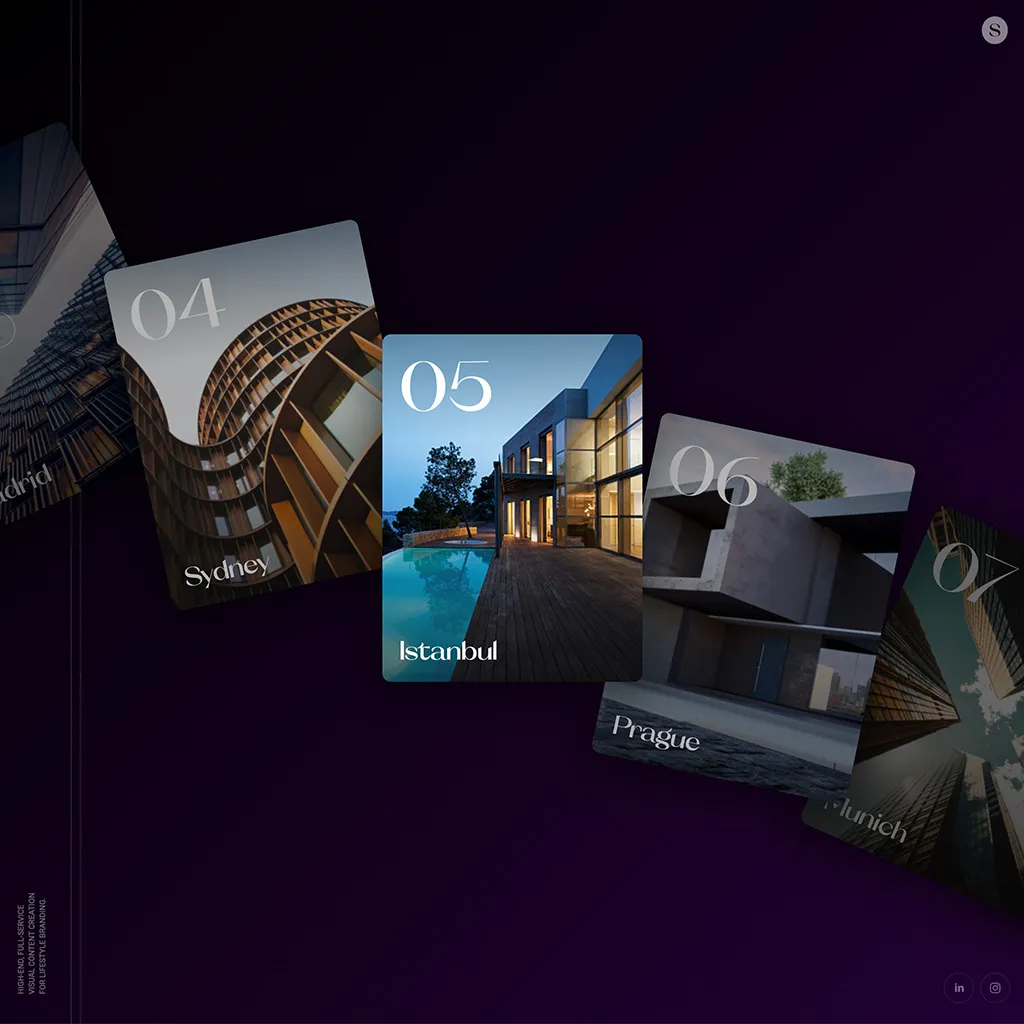 S
04
Sydney
05
Istanbul
06
Prague
07
Munich
HIGH-END, FULL-SERVICE
VISUAL CONTENT CREATION
FOR LIFESTYLE BRANDING.
in